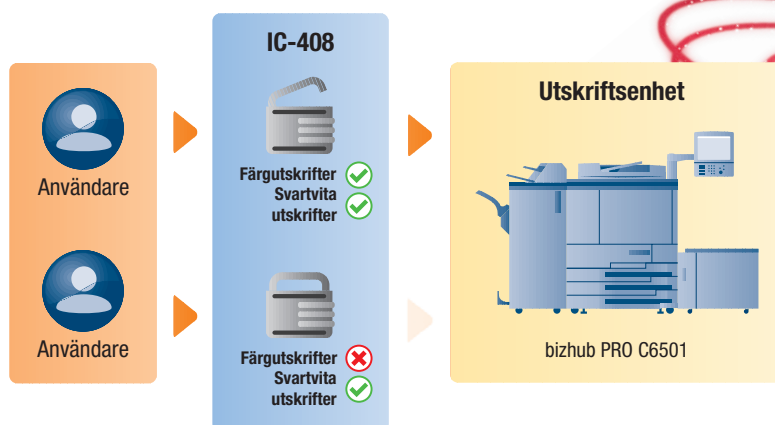 IC-408
Utskriftsenhet
Användare
Färgutskrifter
Svartvita
utskrifter
Användare
Färgutskrifter
Svartvita
utskrifter
bizhub PRO C6501